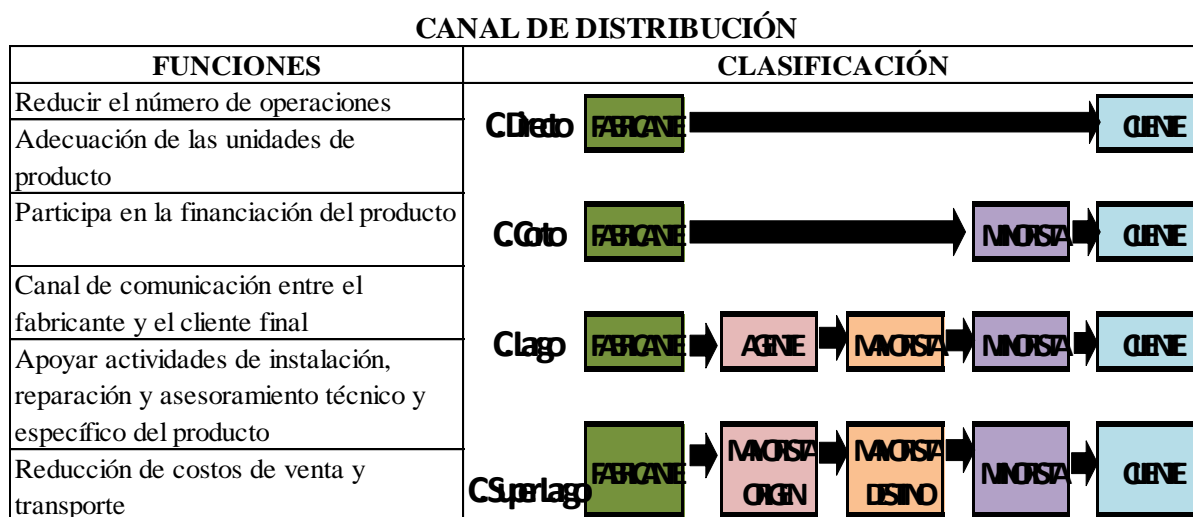 CANAL DE DISTRIBUCIÓN
FUNCIONES
Reducir el número de operaciones
Adecuación de las unidades de
producto
Participa en la financiación del producto
Canal de comunicación entre el
fabricante y el cliente final
Apoyar actividades de instalación,
reparación y asesoramiento técnico y
específico del producto
Reducción de costos de venta y
transporte
CLASIFICACIÓN
C.Directo FABRICANTE CLIENTE
C.Corto FABRICANTE MINORISTA CLIENTE
C.Largo FABRICANTE AGENTE MAYORISTA MINORISTA CLIENTE
C.Super Largo FABRICANTE
MAYORISTA
ORIGEN
MAYORISTA
DESTINO
MINORISTA
CLIENTE